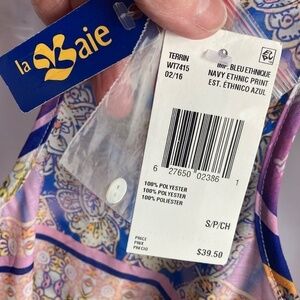 la Baie
TERRIN
WT7415
02/16
IMP. BLEU ETHNIQUE
NAVY ETHNIC PRINT
EST. ETHNICO AZUL
6 27650 02386 1
100% POLYESTER
100% POLYESTER
100% POLIESTER
S/P/CH
PRICE
PRIX
PRECIO
$39.50